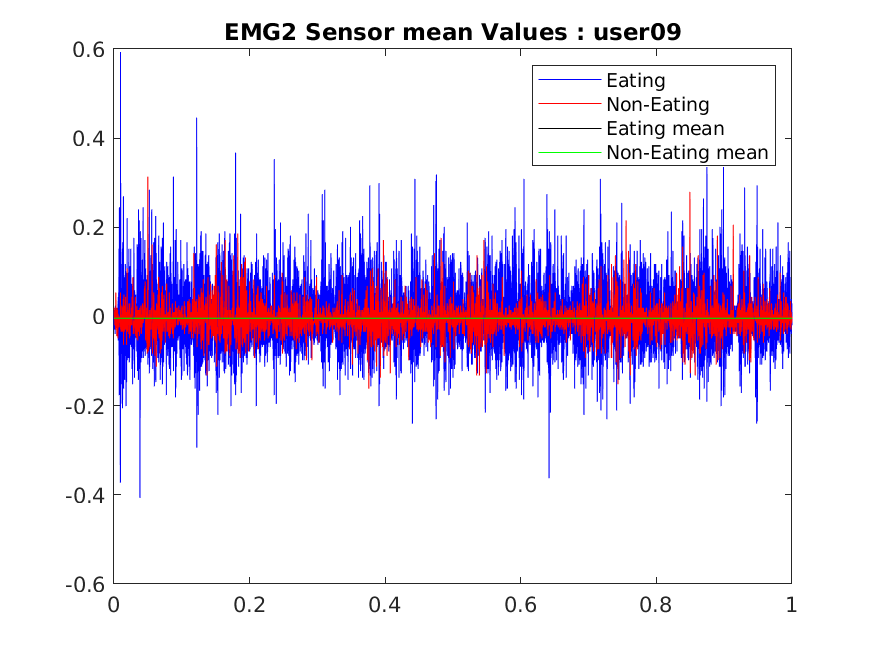 EMG2 Sensor mean Values : user09
0.6
0.4
0.2
0
-0.2
-0.4
-0.6
0
0.2
0.4
0.6
0.8
1
Eating
Non-Eating
Eating mean
Non-Eating mean